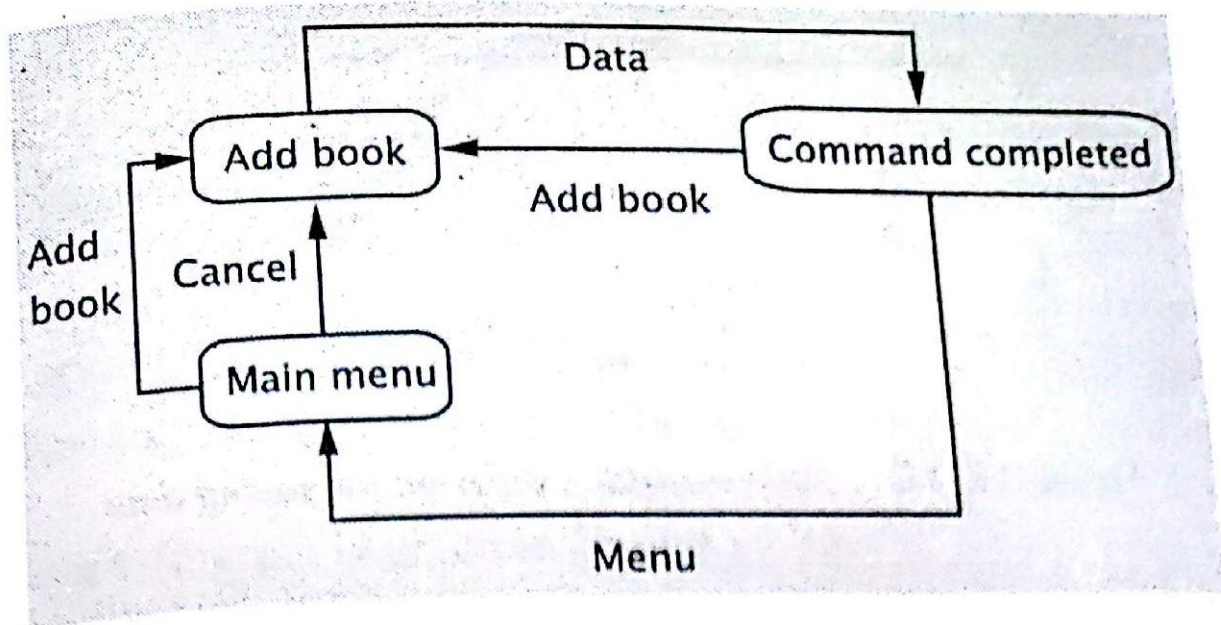 Data
Add book
Command completed
Add book
Add
book
Cancel
Main menu
Menu